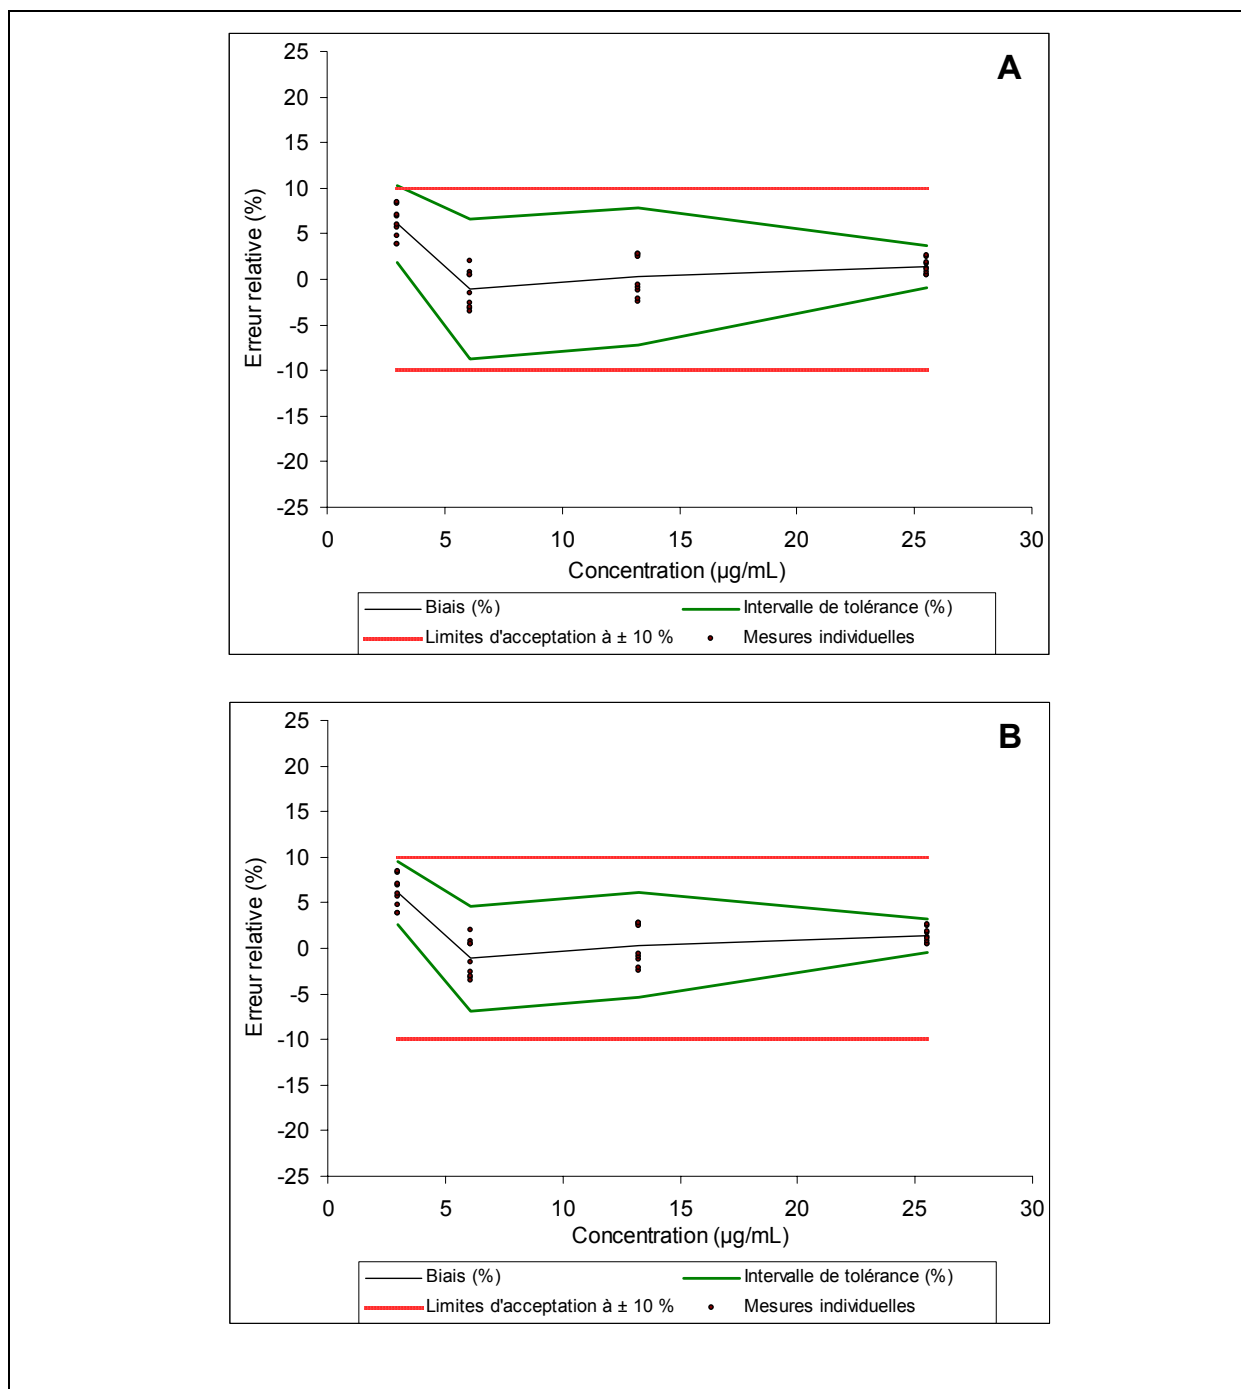 A
25
20
15
10
5
0
-5
-10
-15
-20
-25
Erreur relative (%)
0 5 10 15 20 25 30
Concentration (µg/mL)
Biais (%) Intervalle de tolérance (%)
Limites d'acceptation à ± 10 % Mesures individuelles
B
25
20
15
10
5
0
-5
-10
-15
-20
-25
Erreur relative (%)
0 5 10 15 20 25 30
Concentration (µg/mL)
Biais (%) Intervalle de tolérance (%)
Limites d'acceptation à ± 10 % Mesures individuelles